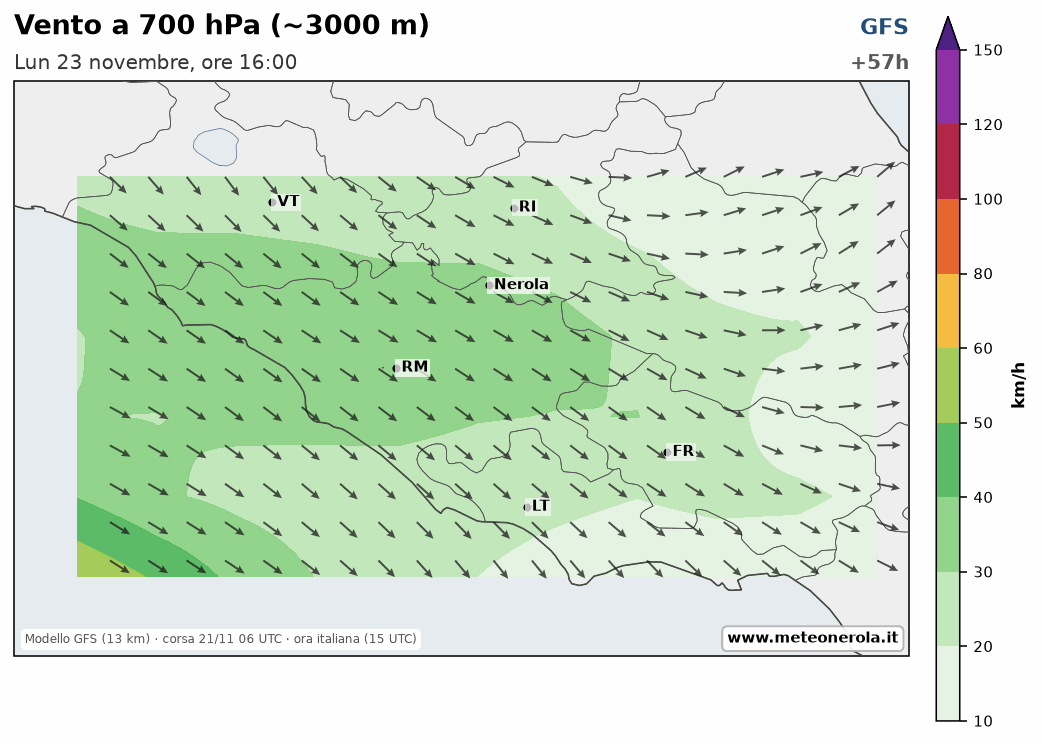 Vento a 700 hPa (~3000 m)
GFS
Lun 23 novembre, ore 16:00
+57h
VT
RI
Nerola
RM
FR
LT
Modello GFS (13 km) · corsa 21/11 06 UTC · ora italiana (15 UTC)
www.meteonerola.it
150
120
100
80
60
50
40
30
20
10
km/h